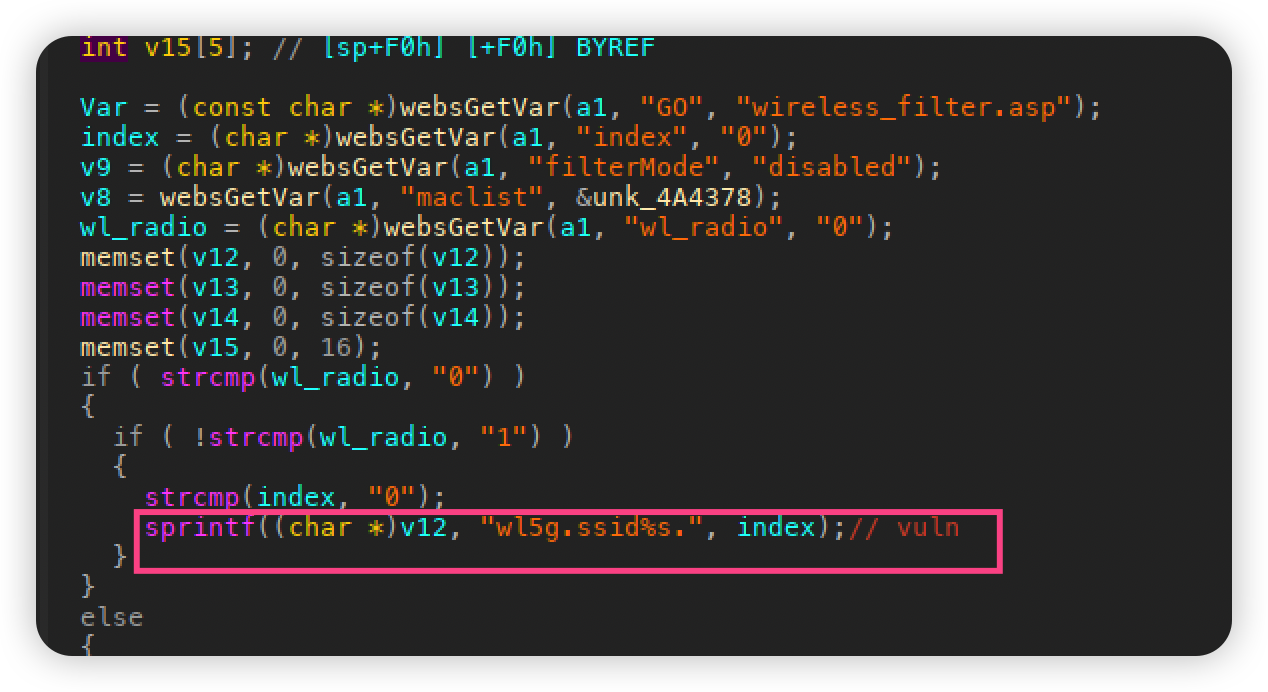 int v15[5]; // [sp+F0h] [+F0h] BYREF
Var = (const char *)websGetVar(a1, "GO", "wireless_filter.asp");
index = (char *)websGetVar(a1, "index", "0");
v9 = (char *)websGetVar(a1, "filterMode", "disabled");
v8 = websGetVar(a1, "maclist", &unk_4A4378);
wl_radio = (char *)websGetVar(a1, "wl_radio", "0");
memset(v12, 0, sizeof(v12));
memset(v13, 0, sizeof(v13));
memset(v14, 0, sizeof(v14));
memset(v15, 0, 16);
if ( strcmp(wl_radio, "0") )
{
if ( !strcmp(wl_radio, "1") )
{
strcmp(index, "0");
sprintf((char *)v12, "wl5g.ssid%s.", index);// vuln
}
}
else
{